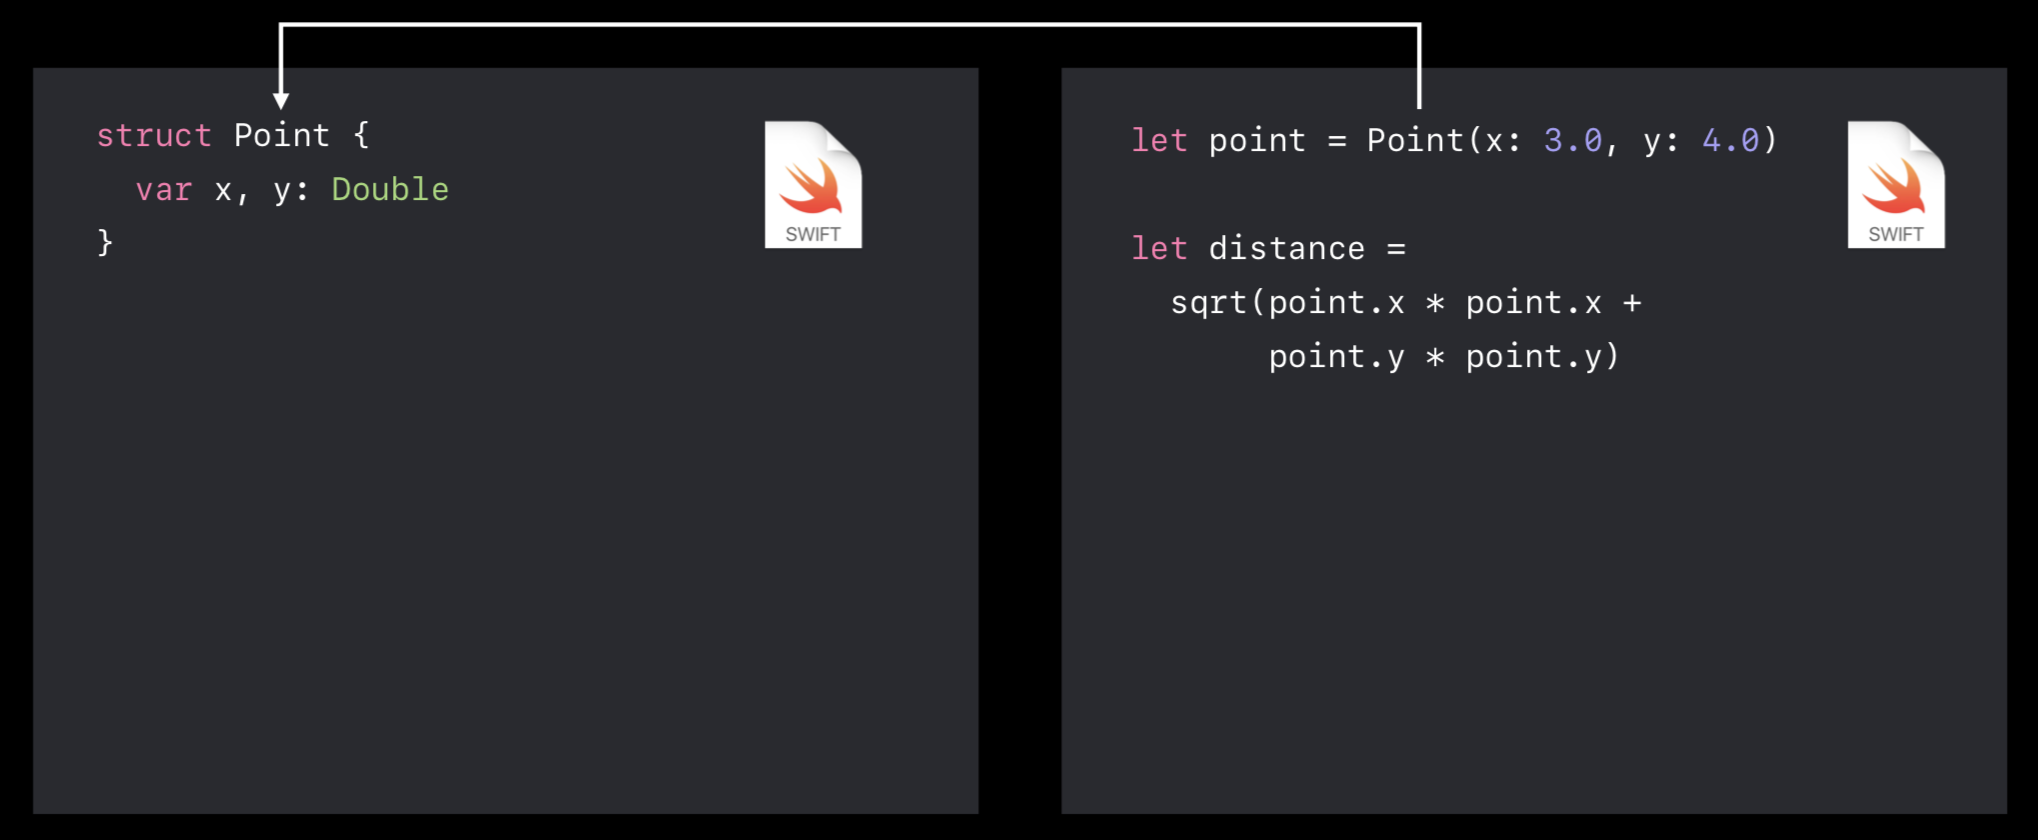 struct Point {
  var x, y: Double
}
SWIFT
let point = Point(x: 3.0, y: 4.0)
let distance =
  sqrt(point.x * point.x +
       point.y * point.y)
SWIFT